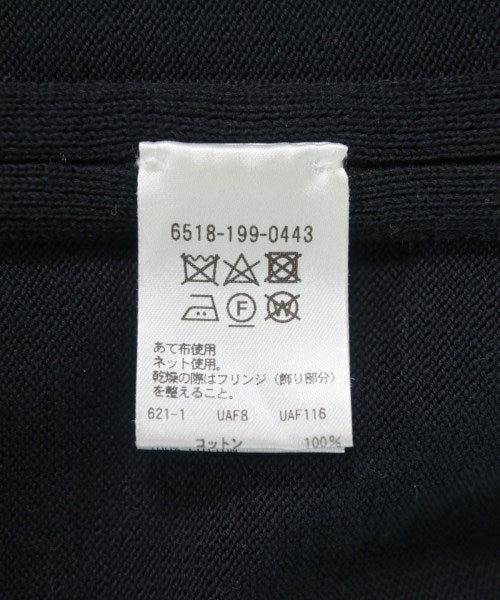 6518-199-0443
F
W
あて布使用
ネット使用。
乾燥の際はフリンジ（飾り部分）
を整えること。
621-1 UAF8 UAF116
コットン 100%